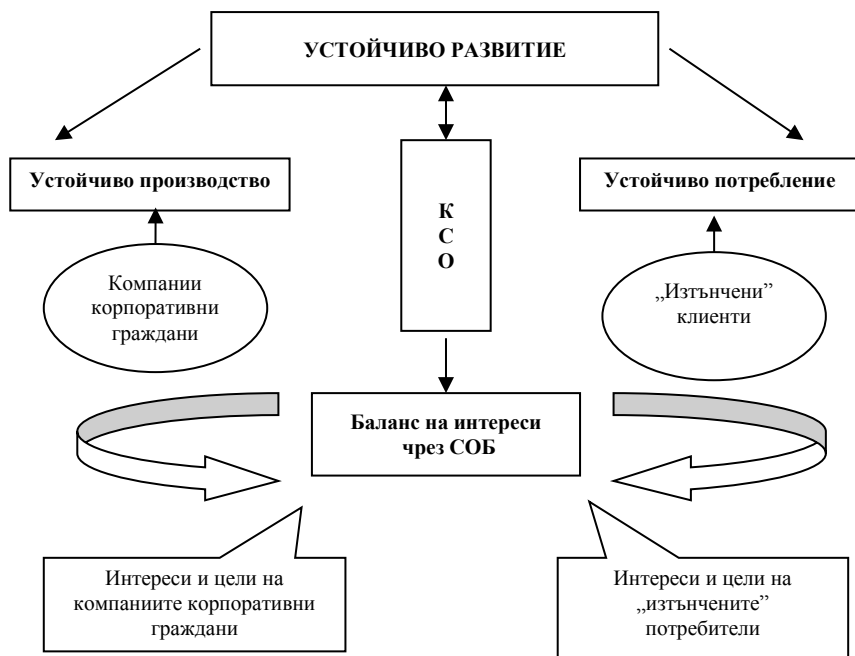 УСТОЙЧИВО РАЗВИТИЕ
Устойчиво производство
К
С
О
Устойчиво потребление
Компании
корпоративни
граждани
„Изтънчени”
клиенти
Баланс на интереси
чрез СОБ
Интереси и цели на
компаниите корпоративни
граждани
Интереси и цели на
„изтънчените”
потребители